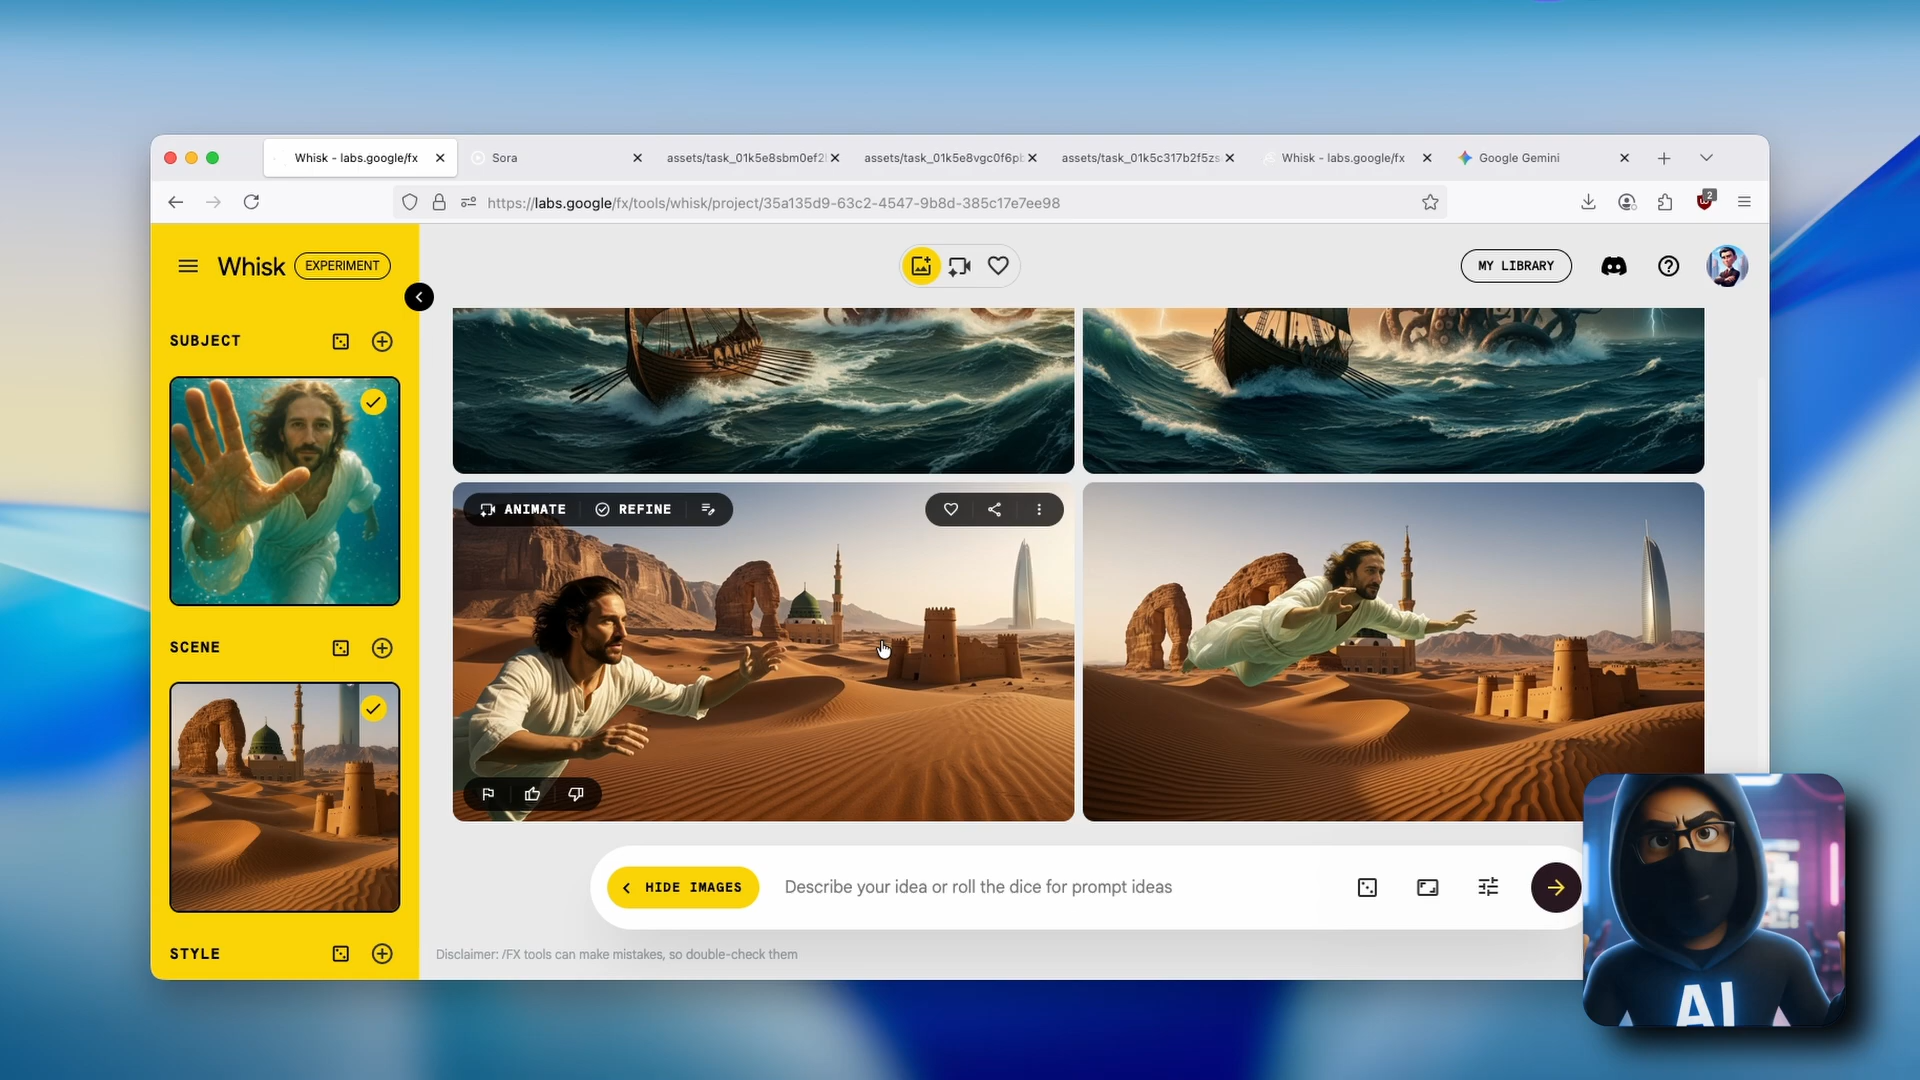 Whisk - labs.google/fx
Sora
assets/task_01k5e8sbm0ef2
assets/task_01k5e8vgc0f6p
assets/task_01k5c317b2f5zs
Whisk - labs.google/fx
Google Gemini
https://labs.google/fx/tools/whisk/project/35a135d9-63c2-4547-9b8d-385c17e7ee98
2
Whisk EXPERIMENT
MY LIBRARY
SUBJECT
ANIMATE REFINE
SCENE
HIDE IMAGES Describe your idea or roll the dice for prompt ideas
STYLE
Disclaimer: /FX tools can make mistakes, so double-check them
AI